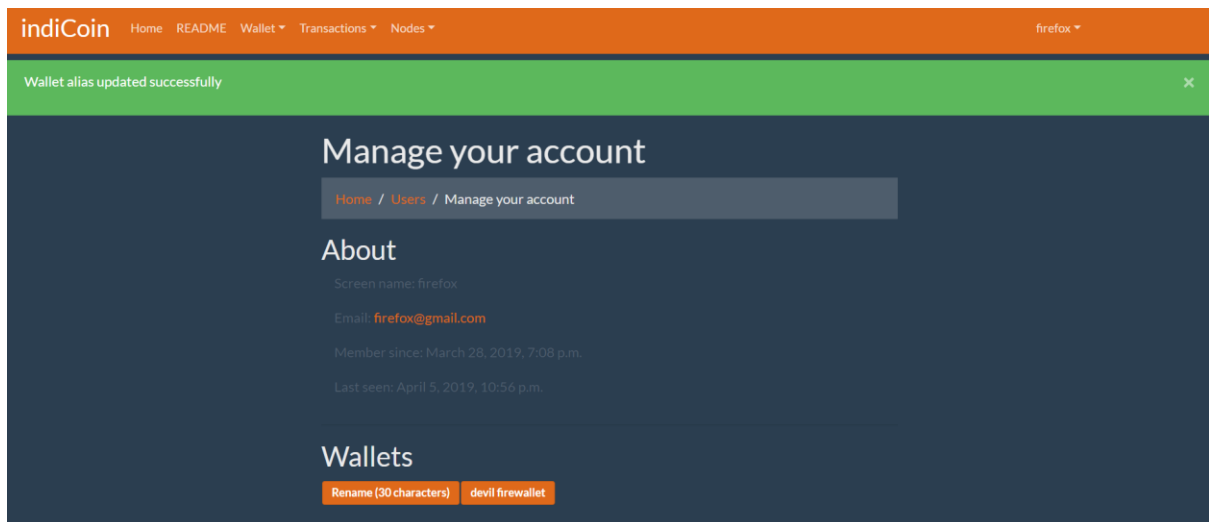 indiCoin Home README Wallet Transactions Nodes firefox
Wallet alias updated successfully ×
Manage your account
Home / Users / Manage your account
About
Screen name: firefox
Email: firefox@gmail.com
Member since: March 28, 2019, 7:08 p.m.
Last seen: April 5, 2019, 10:56 p.m.
Wallets
Rename (30 characters) devil firewallet